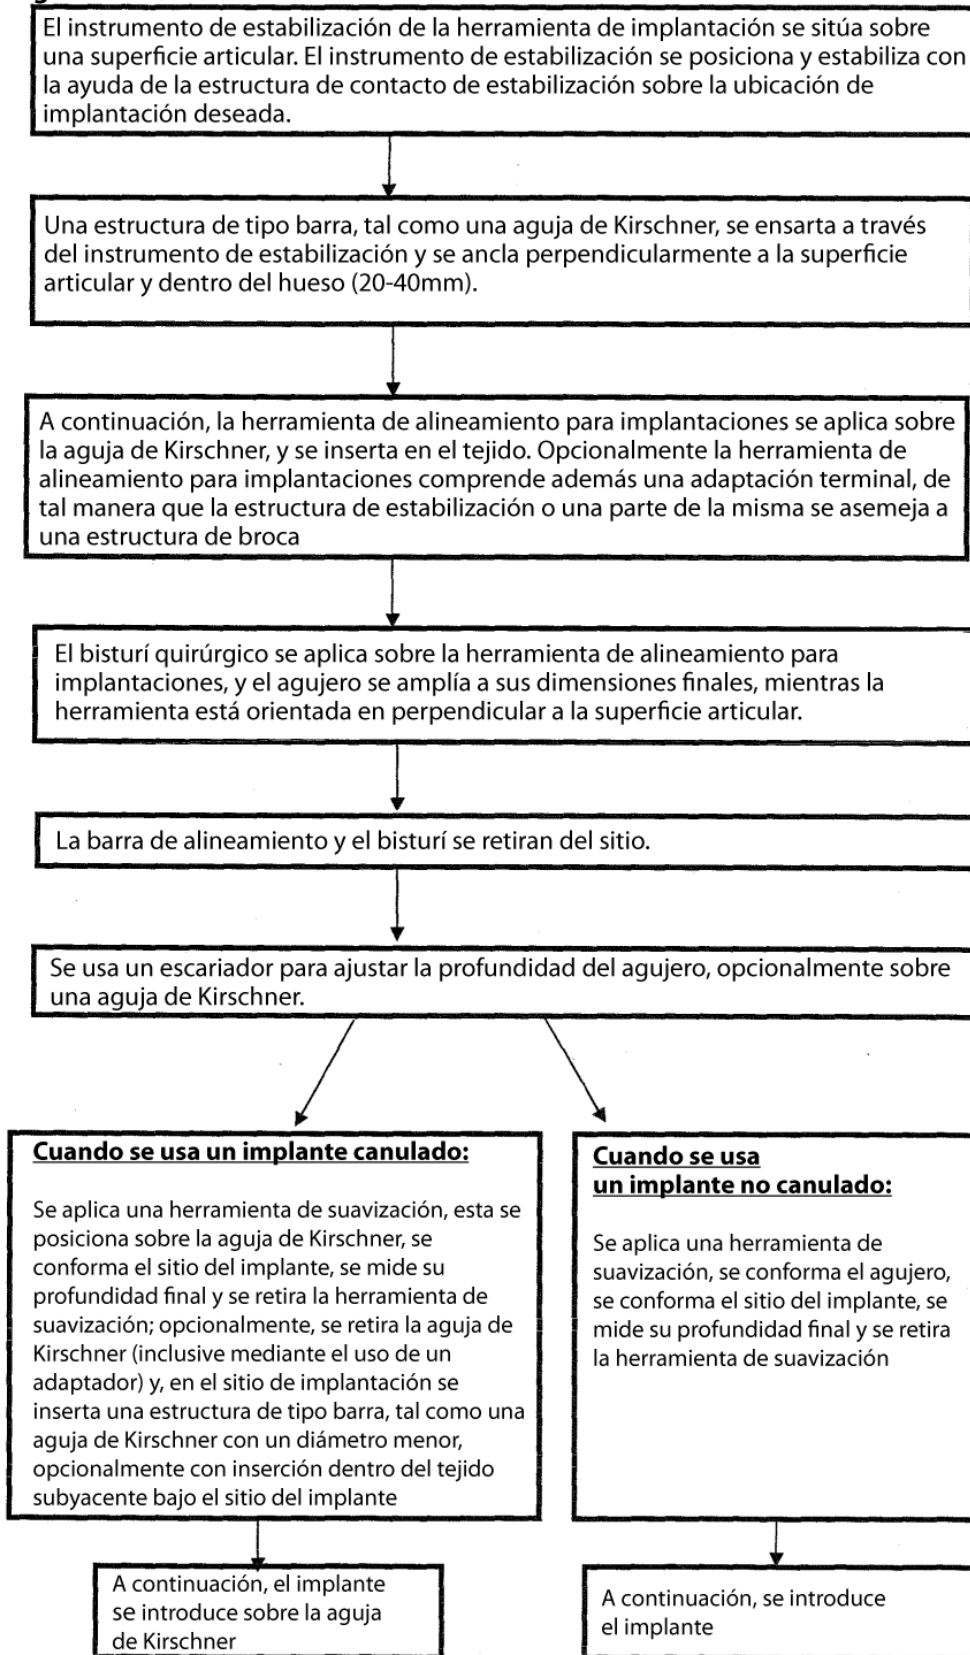 El instrumento de estabilización de la herramienta de implantación se sitúa sobre
una superficie articular. El instrumento de estabilización se posiciona y estabiliza con
la ayuda de la estructura de contacto de estabilización sobre la ubicación de
implantación deseada.
Una estructura de tipo barra, tal como una aguja de Kirschner, se ensarta a través
del instrumento de estabilización y se ancla perpendicularmente a la superficie
articular y dentro del hueso (20-40mm).
A continuación, la herramienta de alineamiento para implantaciones se aplica sobre
la aguja de Kirschner, y se inserta en el tejido. Opcionalmente la herramienta de
alineamiento para implantaciones comprende además una adaptación terminal, de
tal manera que la estructura de estabilización o una parte de la misma se asemeja a
una estructura de broca
El bisturí quirúrgico se aplica sobre la herramienta de alineamiento para
implantaciones, y el agujero se amplía a sus dimensiones finales, mientras la
herramienta está orientada en perpendicular a la superficie articular.
La barra de alineamiento y el bisturí se retiran del sitio.
Se usa un escariador para ajustar la profundidad del agujero, opcionalmente sobre
una aguja de Kirschner.
Cuando se usa un implante canulado:
Se aplica una herramienta de suavización, esta se
posiciona sobre la aguja de Kirschner, se
conforma el sitio del implante, se mide su
profundidad final y se retira la herramienta de
suavización; opcionalmente, se retira la aguja de
Kirschner (inclusive mediante el uso de un
adaptador) y, en el sitio de implantación se
inserta una estructura de tipo barra, tal como una
aguja de Kirschner con un diámetro menor,
opcionalmente con inserción dentro del tejido
subyacente bajo el sitio del implante
Cuando se usa
un implante no canulado:
Se aplica una herramienta de
suavización, se conforma el agujero,
se conforma el sitio del implante, se
mide su profundidad final y se retira
la herramienta de suavización
A continuación, el implante
se introduce sobre la aguja
de Kirschner
A continuación, se introduce
el implante